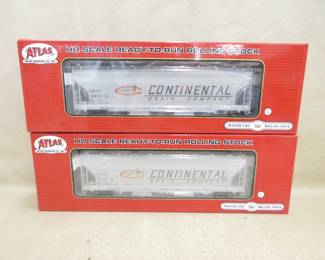 ATLAS
HO SCALE READY-TO-RUN ROLLING STOCK
CONTINENTAL
GRAIN COMPANY
MASTER LINE
ROLLING STOCK
ATLAS
HO SCALE READY-TO-RUN ROLLING STOCK
CONTINENTAL
GRAIN COMPANY
MASTER LINE
ROLLING STOCK